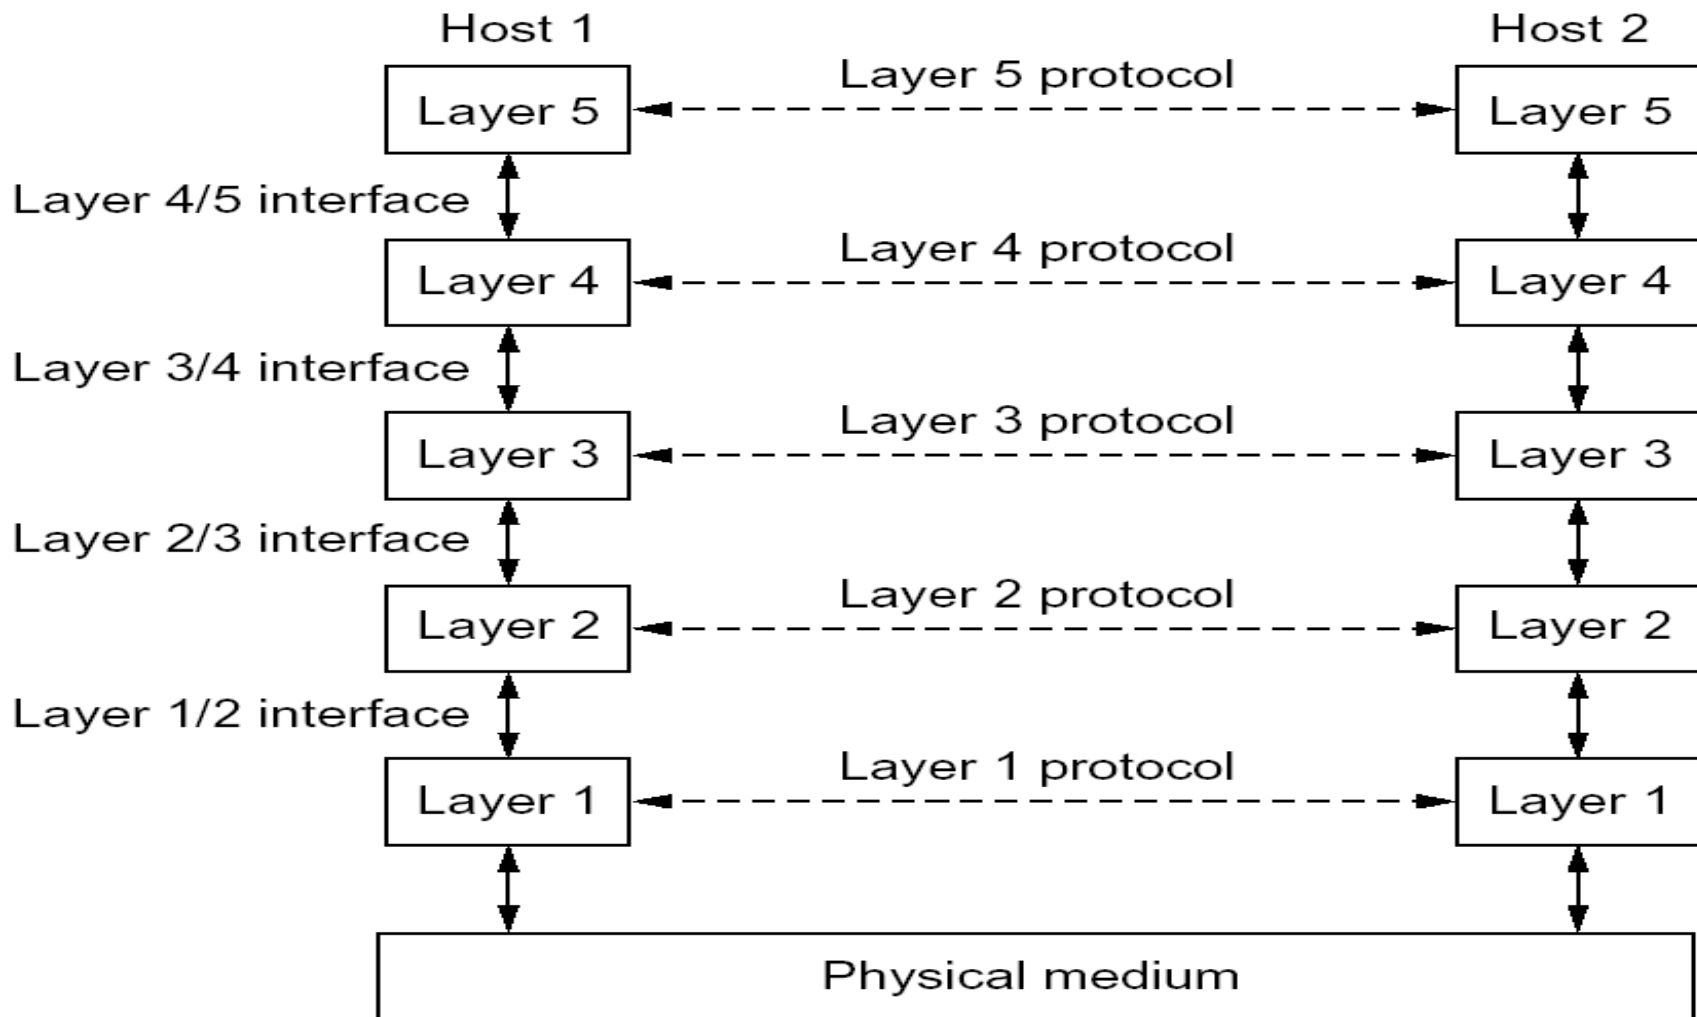 Host 1
Host 2
Layer 5 protocol
Layer 5
Layer 5
Layer 4/5 interface
Layer 4 protocol
Layer 4
Layer 4
Layer 3/4 interface
Layer 3 protocol
Layer 3
Layer 3
Layer 2/3 interface
Layer 2 protocol
Layer 2
Layer 2
Layer 1/2 interface
Layer 1 protocol
Layer 1
Layer 1
Physical medium